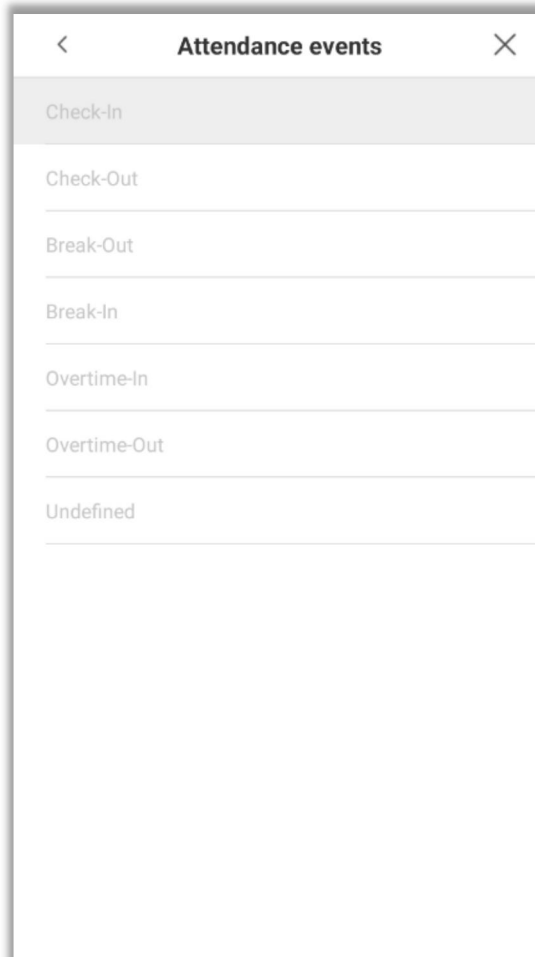 Attendance events
Check-In
Check-Out
Break-Out
Break-In
Overtime-In
Overtime-Out
Undefined